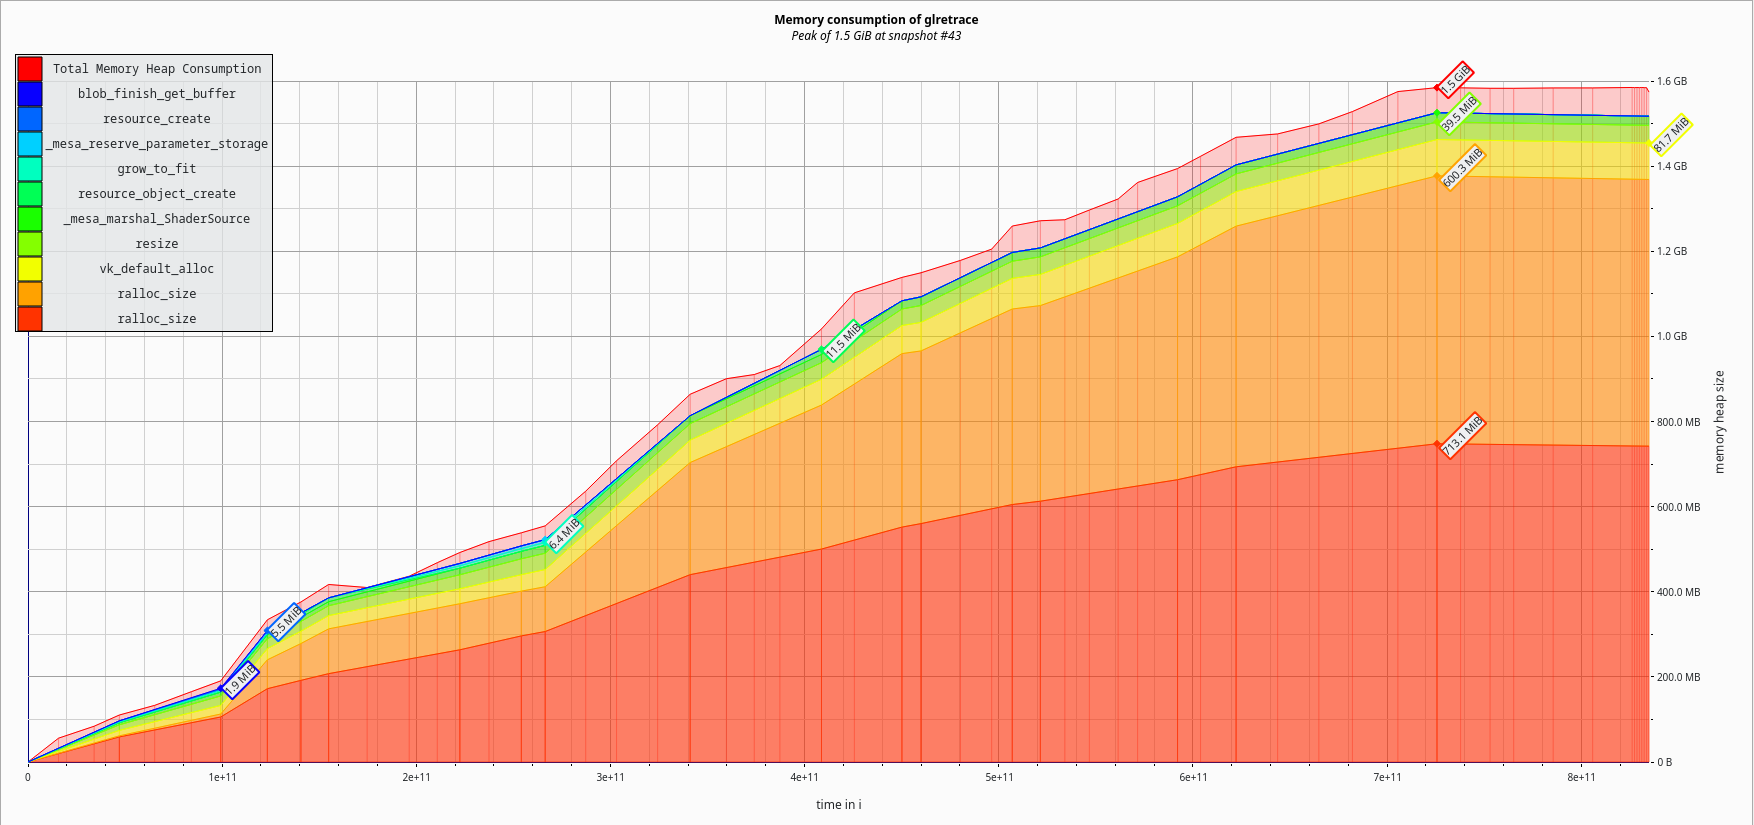 Memory consumption of glretrace
Peak of 1.5 GiB at snapshot #43
Total Memory Heap Consumption
blob_finish_get_buffer
resource_create
_mesa_reserve_parameter_storage
grow_to_fit
resource_object_create
_mesa_marshal_ShaderSource
resize
vk_default_alloc
ralloc_size
ralloc_size
1.5 GiB
39.5 MiB
81.7 MiB
600.3 MiB
11.5 MiB
713.1 MiB
6.4 MiB
5.5 MiB
1.9 MiB
1.6 GB
1.4 GB
1.2 GB
1.0 GB
800.0 MB
600.0 MB
400.0 MB
200.0 MB
0 B
memory heap size
0
1e+11
2e+11
3e+11
4e+11
5e+11
6e+11
7e+11
8e+11
time in i